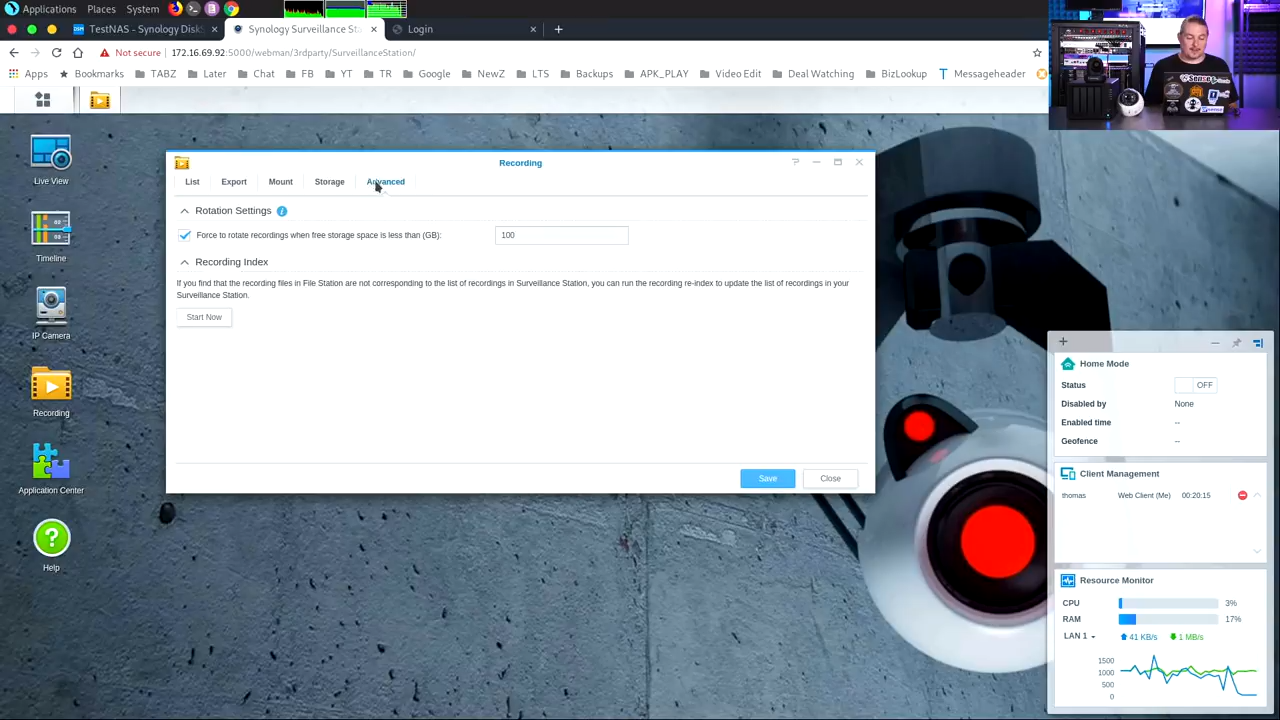 Applications Places System
TestNAS - Synology Disks
Synology Surveillance St
Login
Not secure 172.16.69.92:5000/webman/3rdparty/SurveillanceStation/
Apps Bookmarks TABZ Later Chat FB TR Google LTS Backups Video Edit Deal Watching BizLookup Messageheader
Live View
Timeline
IP Camera
Recording
Application Center
Help
Recording
List Export Mount Storage Advanced
Rotation Settings
Force to rotate recordings when free storage space is less than (GB): 100
Recording Index
If you find that the recording files in File Station are not corresponding to the list of recordings in Surveillance Station, you can run the recording re-index to update the list of recordings in your
Surveillance Station.
Start Now
Save Close
Home Mode
Status OFF
Disabled by None
Enabled time --
Geofence --
Client Management
thomas Web Client (Me) 00:20:15
Resource Monitor
CPU 3%
RAM 17%
LAN 1 41 KB/s 1 MB/s
1500
1000
500
0